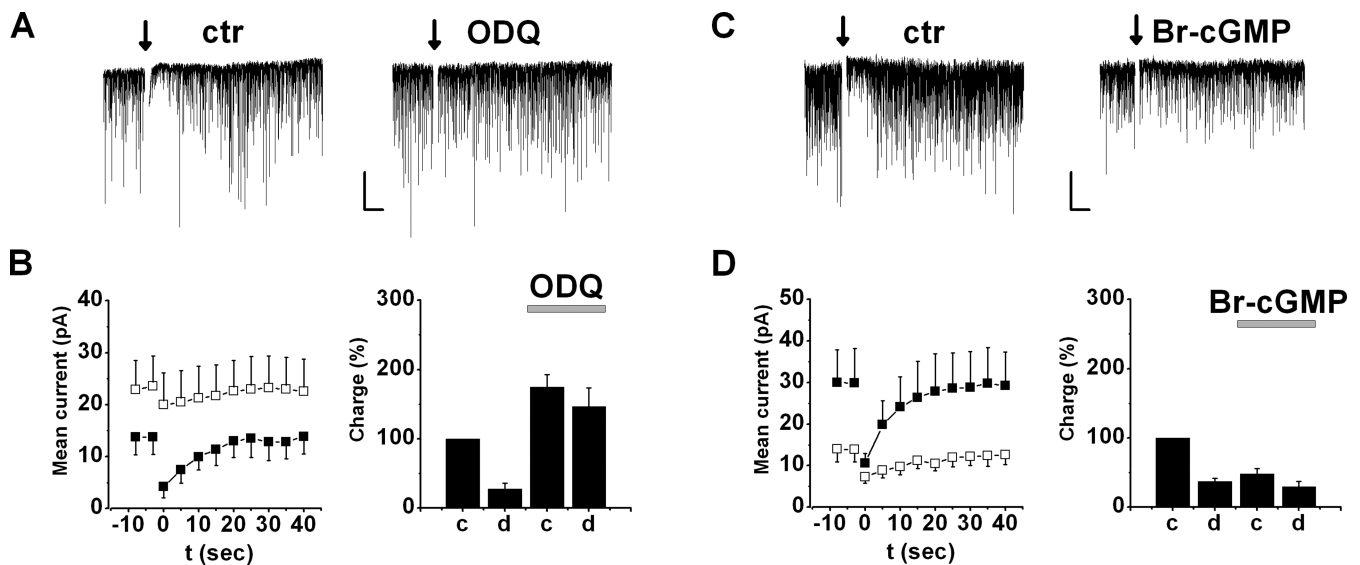 A
ctr
ODQ
C
ctr
Br-cGMP
B
Mean current (pA)
40
30
20
10
0
-10 0 10 20 30 40
t (sec)
Charge (%)
300
200
100
0
ODQ
c d c d
D
Mean current (pA)
50
40
30
20
10
0
-10 0 10 20 30 40
t (sec)
Charge (%)
300
200
100
0
Br-cGMP
c d c d